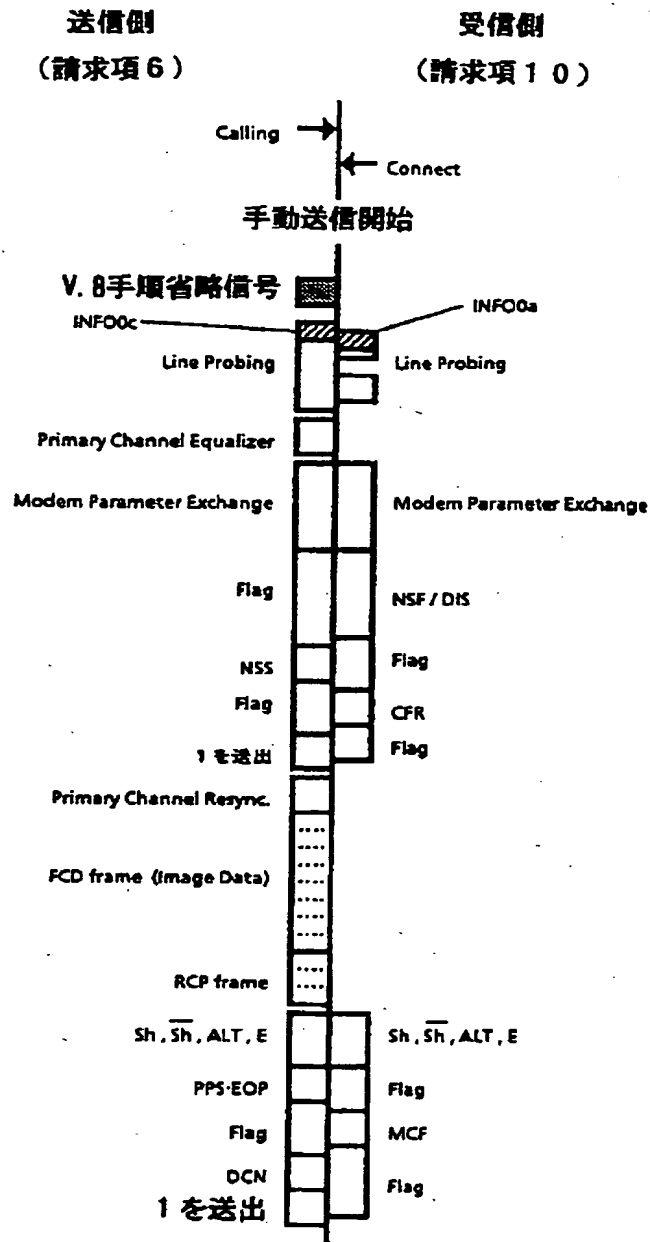 送信側 受信側
(請求項6) (請求項10)
Calling
Connect
手動送信開始
V.8手順省略信号
INFO0c INFO0a
Line Probing Line Probing
Primary Channel Equalizer
Modem Parameter Exchange Modem Parameter Exchange
Flag
NSF / DIS
NSS
Flag
Flag
CFR
1を送出
Flag
Primary Channel Resync.
FCD frame (Image Data)
RCP frame
Sh, S̅h̅, ALT, E Sh, S̅h̅, ALT, E
PPS·EOP Flag
Flag MCF
DCN
Flag
1を送出